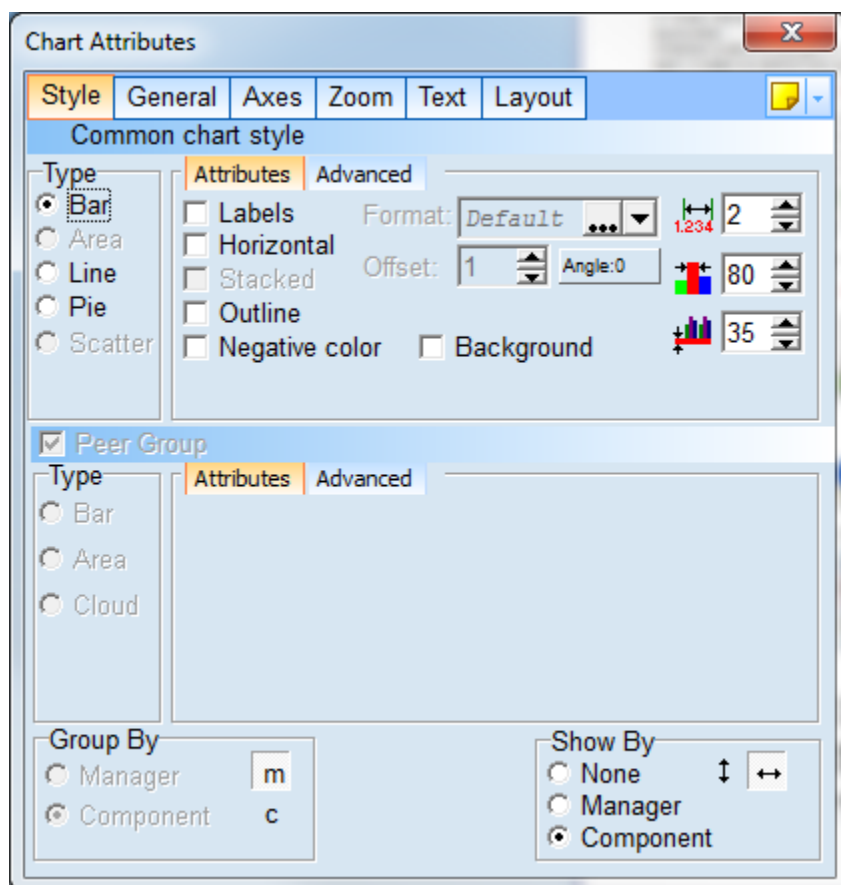 Chart Attributes
Style General Axes Zoom Text Layout
Common chart style
Type Attributes Advanced
Bar Labels Format: Default ... 1.234 2
Area Horizontal
Line Stacked Offset: 1 Angle:0 80
Pie Outline
Scatter Negative color Background 35
Peer Group
Type Attributes Advanced
Bar
Area
Cloud
Group By Show By
Manager m None
Component c Manager
Component